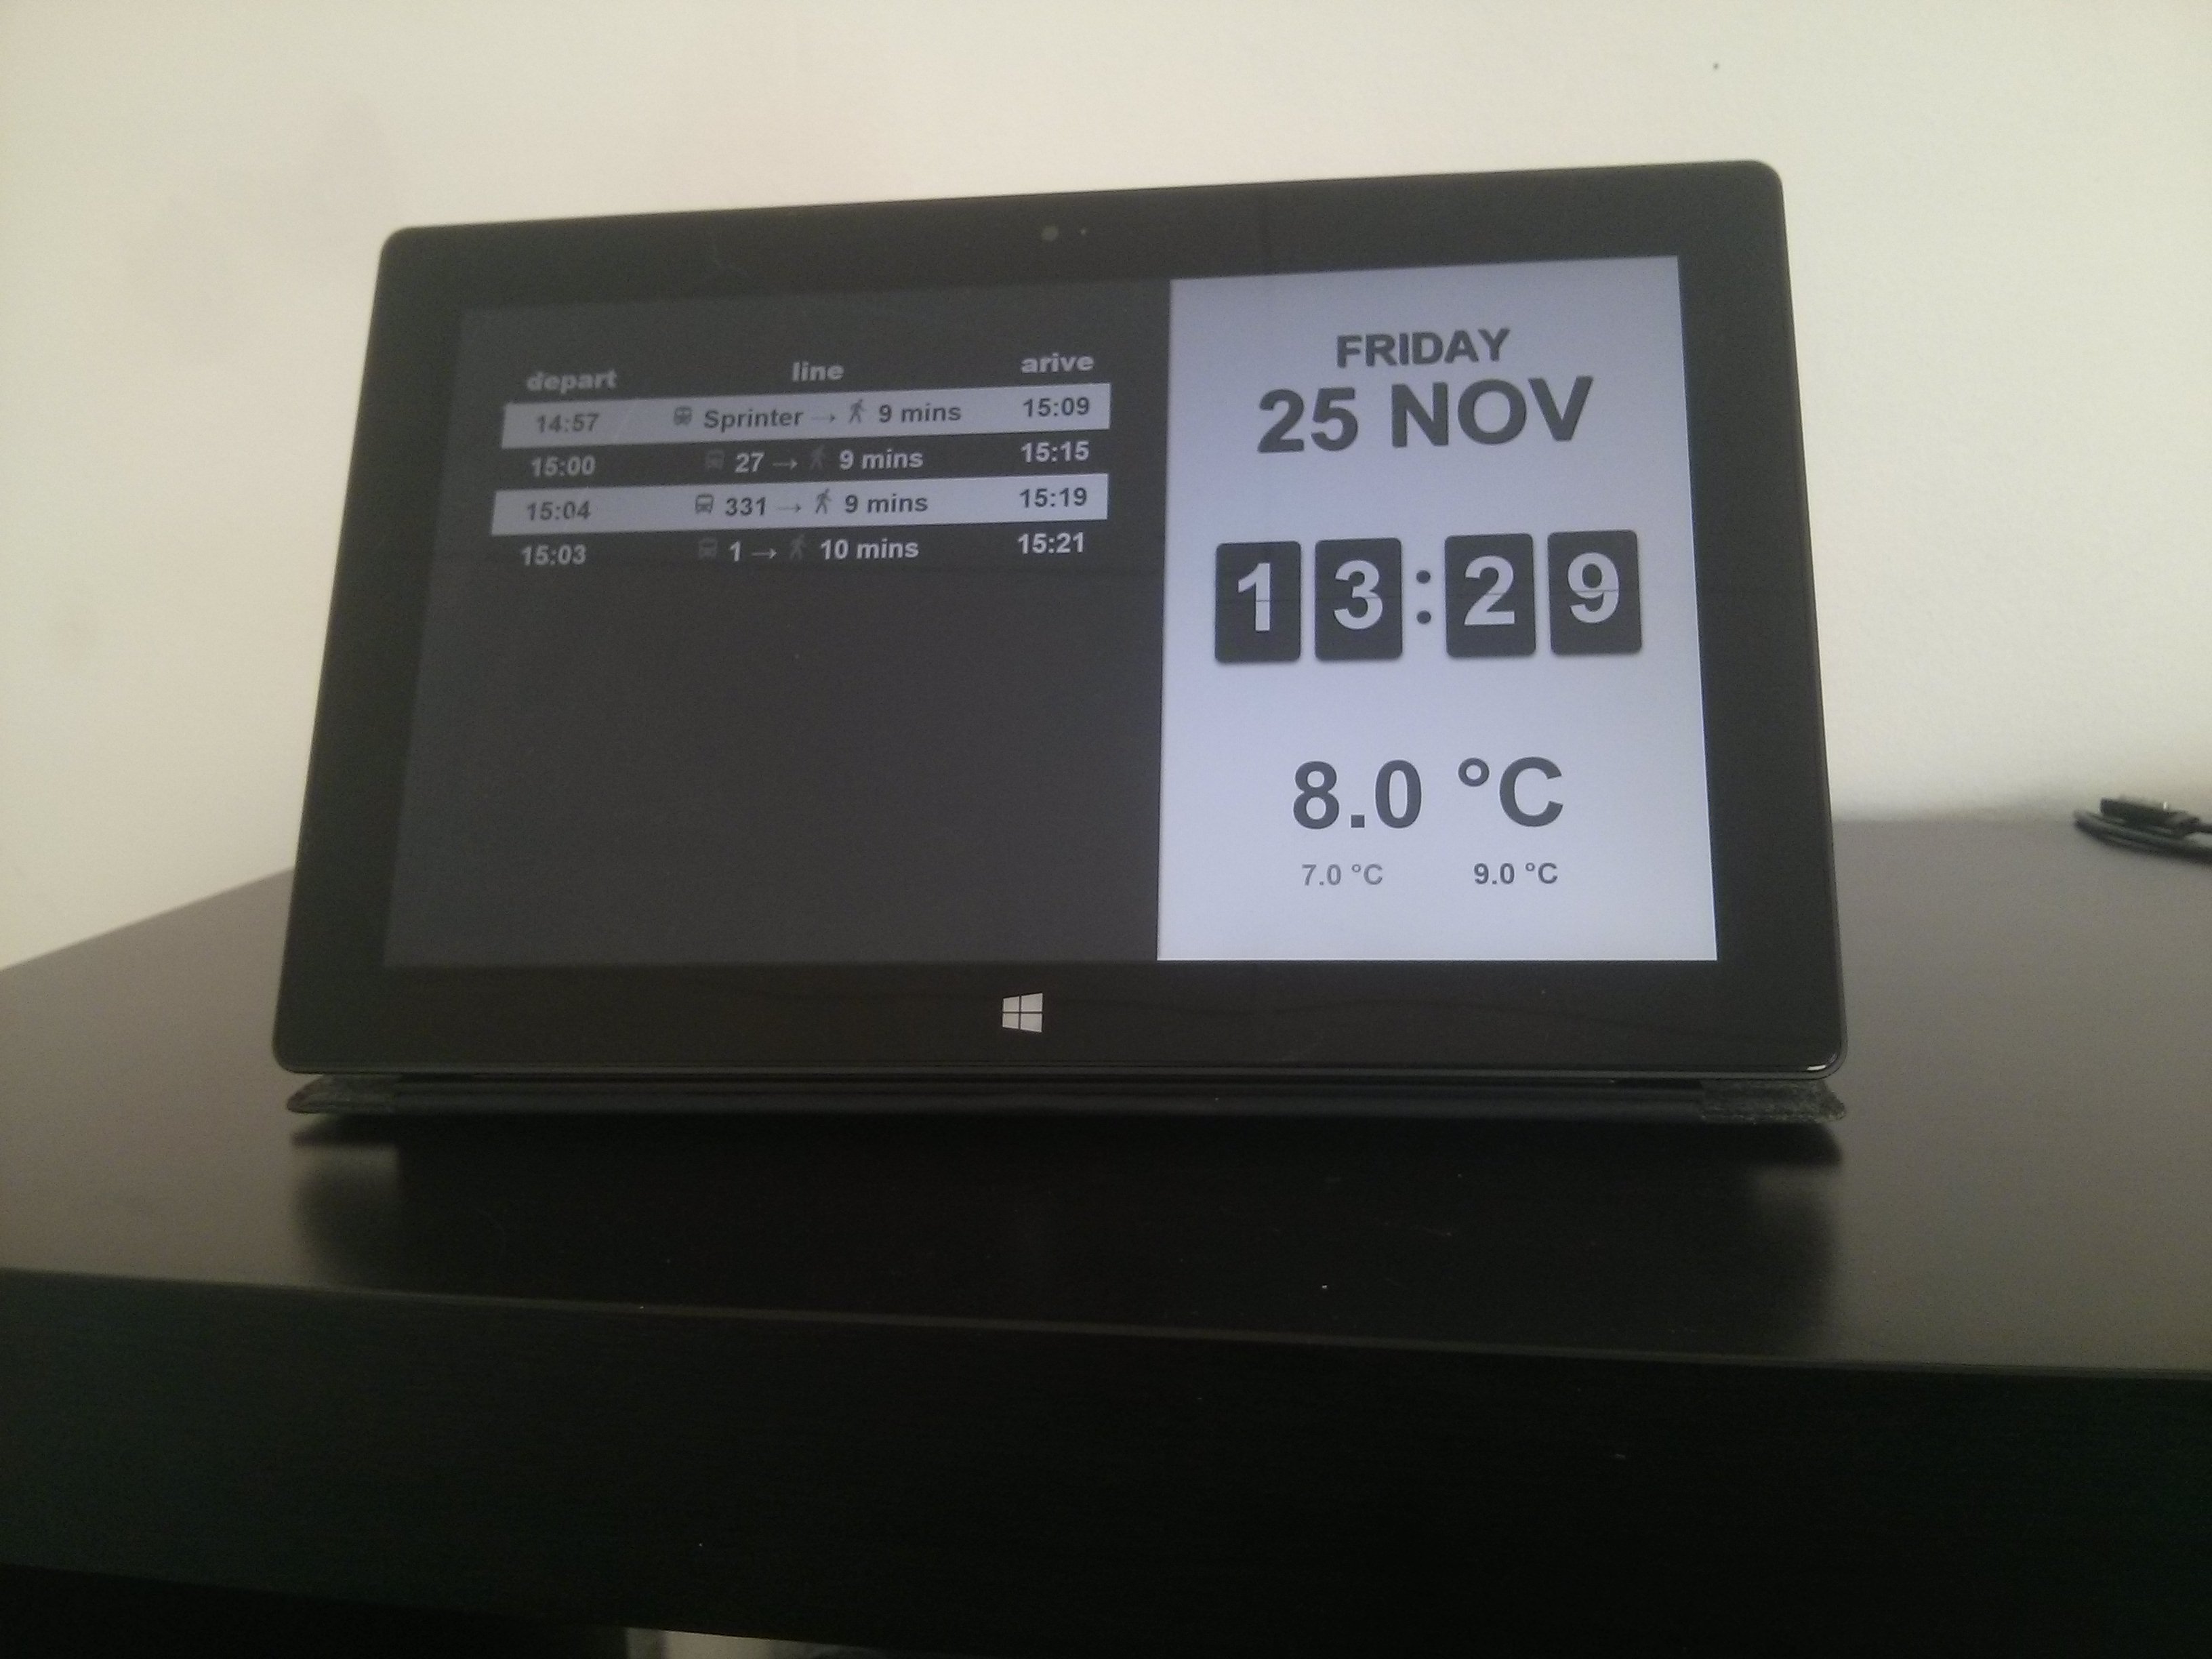 depart line arive
14:57 Sprinter → 9 mins 15:09
15:00 27 → 9 mins 15:15
15:04 331 → 9 mins 15:19
15:03 1 → 10 mins 15:21
FRIDAY
25 NOV
13:29
8.0 °C
7.0 °C 9.0 °C